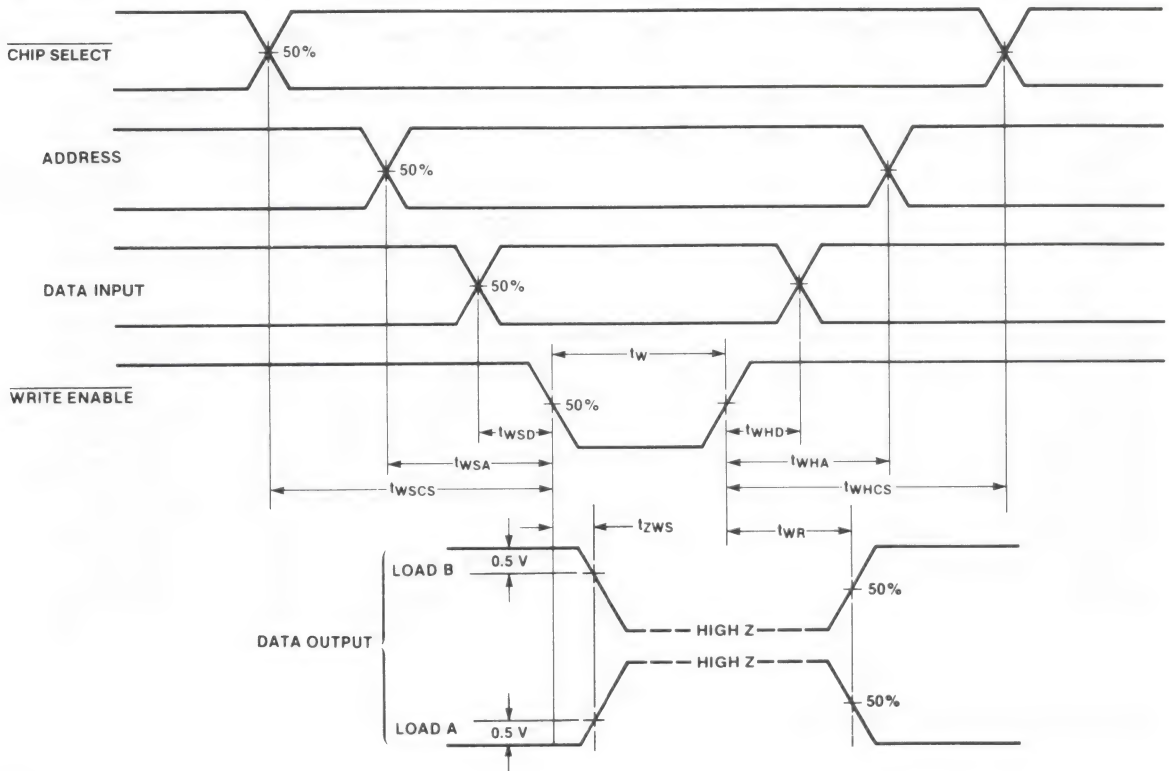 CHIP SELECT
50%
ADDRESS
50%
DATA INPUT
50%
tW
WRITE ENABLE
50%
tWSD
tWHD
tWSA
tWHA
tWSCS
tWHCS
tZWS
tWR
0.5 V
LOAD B
50%
HIGH Z
DATA OUTPUT
HIGH Z
50%
LOAD A
0.5 V